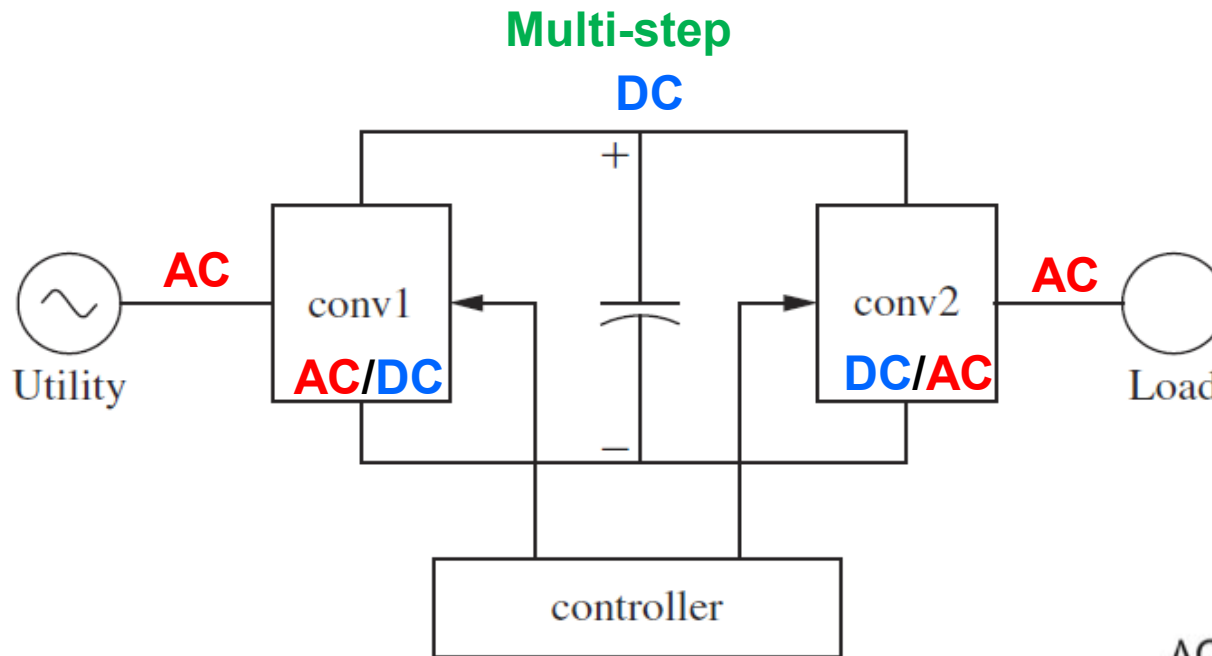 Multi-step
DC
+
AC
conv1
AC/DC
Utility
conv2
DC/AC
AC
Load
−
controller